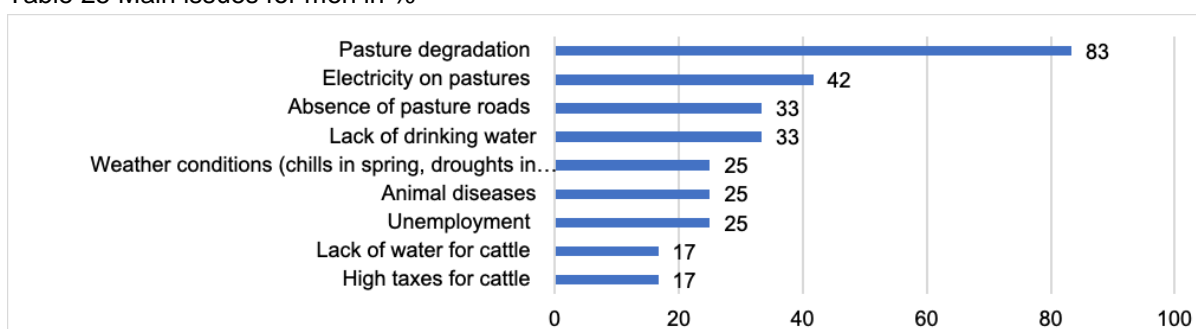 Pasture degradation 83
Electricity on pastures 42
Absence of pasture roads 33
Lack of drinking water 33
Weather conditions (chills in spring, droughts in… 25
Animal diseases 25
Unemployment 25
Lack of water for cattle 17
High taxes for cattle 17
0 20 40 60 80 100